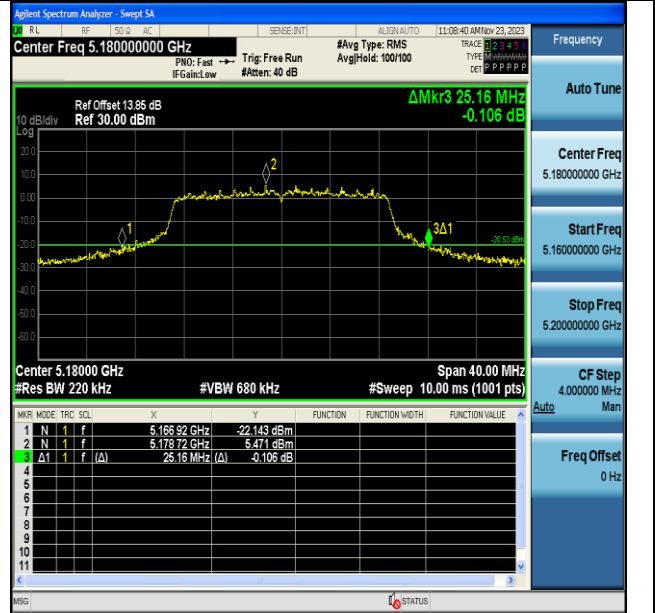 Agilent Spectrum Analyzer - Swept SA
RL RF 50 Ω AC SENSE:INT ALIGN AUTO 11:08:40 AM Nov 23, 2023
Center Freq 5.180000000 GHz
PNO: Fast
IFGain:Low
Trig: Free Run
#Atten: 40 dB
#Avg Type: RMS
Avg|Hold: 100/100
TRACE 1 2 3 4 5 6
TYPE M
DET P P P P P P
Frequency
Auto Tune
Center Freq
5.180000000 GHz
Start Freq
5.160000000 GHz
Stop Freq
5.200000000 GHz
CF Step
4.000000 MHz
Auto Man
Freq Offset
0 Hz
Ref Offset 13.85 dB
10 dB/div Ref 30.00 dBm
Log
ΔMkr3 25.16 MHz
-0.106 dB
20.0
10.0
0.00
-10.0
-20.0
-30.0
-40.0
-50.0
-60.0
1
2
3Δ1
-20.53 dBm
Center 5.18000 GHz Span 40.00 MHz
#Res BW 220 kHz #VBW 680 kHz #Sweep 10.00 ms (1001 pts)
MKR MODE TRC SCL X Y FUNCTION FUNCTION WIDTH FUNCTION VALUE
1 N 1 f 5.166 92 GHz -22.143 dBm
2 N 1 f 5.178 72 GHz 5.471 dBm
3 Δ1 1 f (Δ) 25.16 MHz (Δ) -0.106 dB
4
5
6
7
8
9
10
11
MSG STATUS